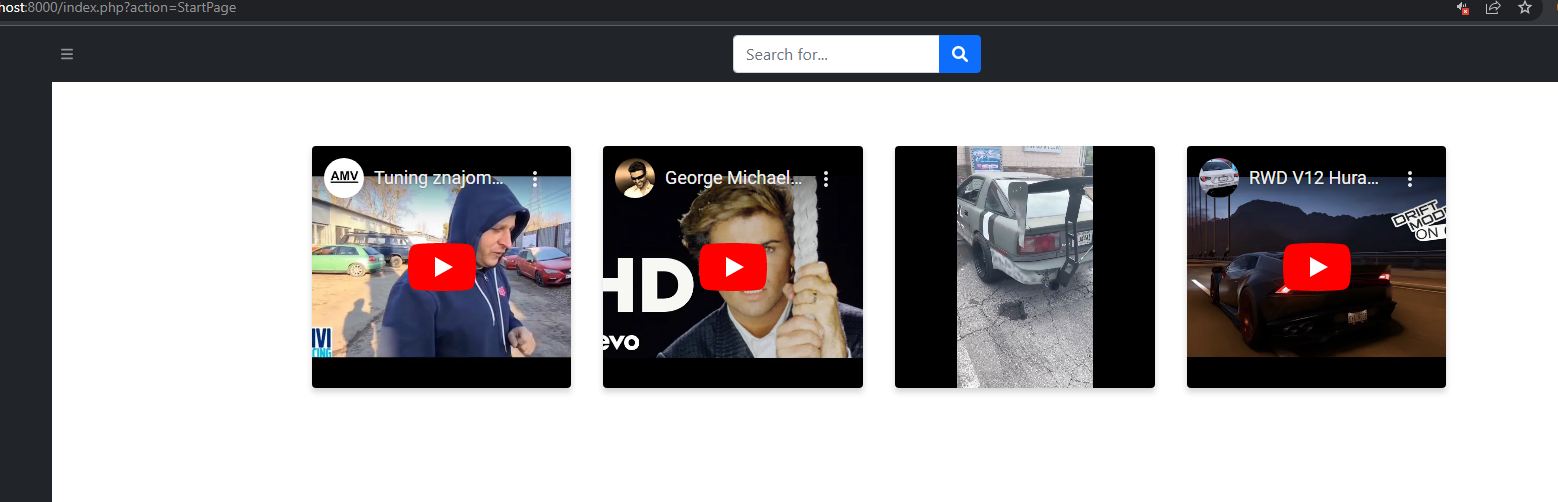 host:8000/index.php?action=StartPage
Search for...
AMV
Tuning znajom...
George Michael...
RWD V12 Hura...
HD
evo
DRIFT
MODE
ON